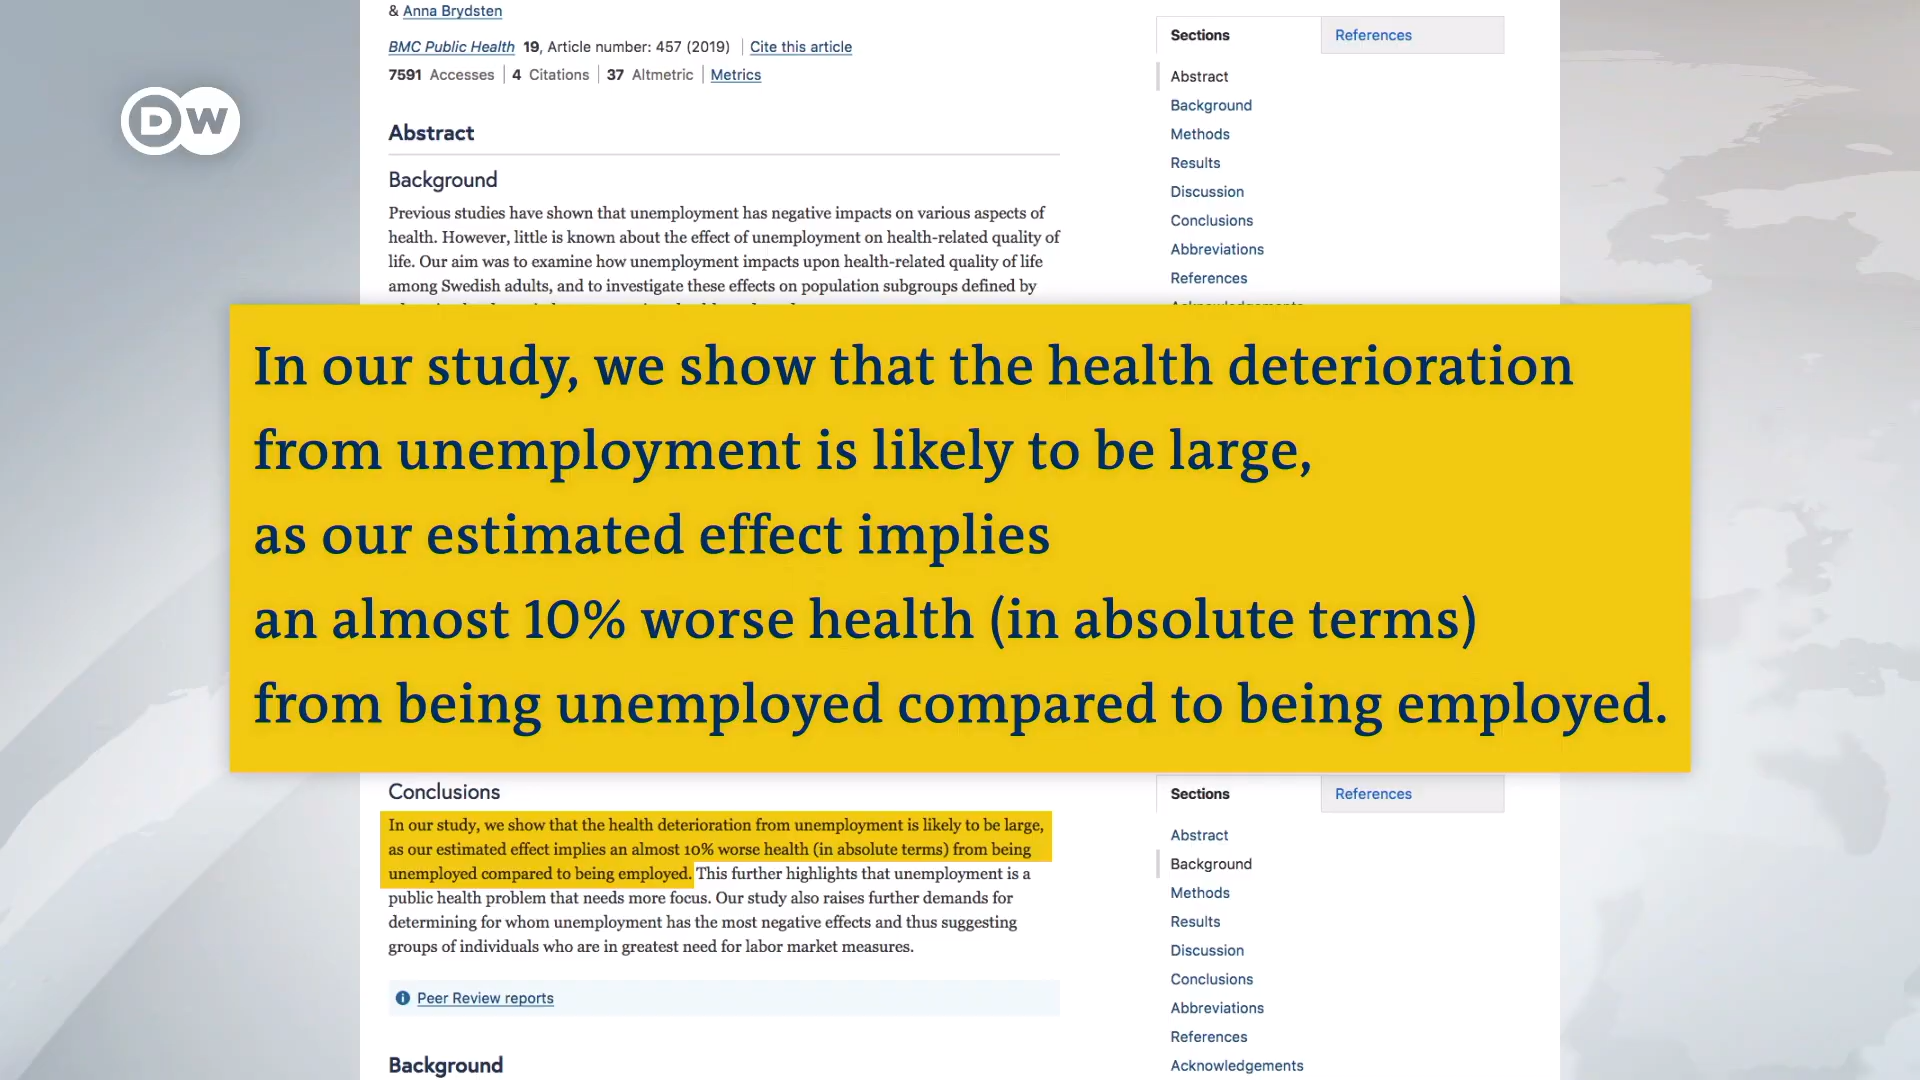 & Anna Brydsten
BMC Public Health 19, Article number: 457 (2019) Cite this article
7591 Accesses 4 Citations 37 Altmetric Metrics
DW
Abstract
Background
Previous studies have shown that unemployment has negative impacts on various aspects of
health. However, little is known about the effect of unemployment on health-related quality of
life. Our aim was to examine how unemployment impacts upon health-related quality of life
among Swedish adults, and to investigate these effects on population subgroups defined by
Sections References
Abstract
Background
Methods
Results
Discussion
Conclusions
Abbreviations
References
Acknowledgements
In our study, we show that the health deterioration
from unemployment is likely to be large,
as our estimated effect implies
an almost 10% worse health (in absolute terms)
from being unemployed compared to being employed.
Conclusions
In our study, we show that the health deterioration from unemployment is likely to be large,
as our estimated effect implies an almost 10% worse health (in absolute terms) from being
unemployed compared to being employed. This further highlights that unemployment is a
public health problem that needs more focus. Our study also raises further demands for
determining for whom unemployment has the most negative effects and thus suggesting
groups of individuals who are in greatest need for labor market measures.
Peer Review reports
Background
Sections References
Abstract
Background
Methods
Results
Discussion
Conclusions
Abbreviations
References
Acknowledgements